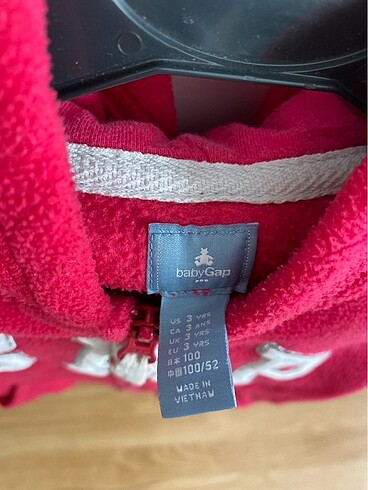 babyGap
US 3 YRS
CA 3 ANS
UK 3 YRS
EU 3 YRS
日本 100
中国 100/52
MADE IN
VIETNAM